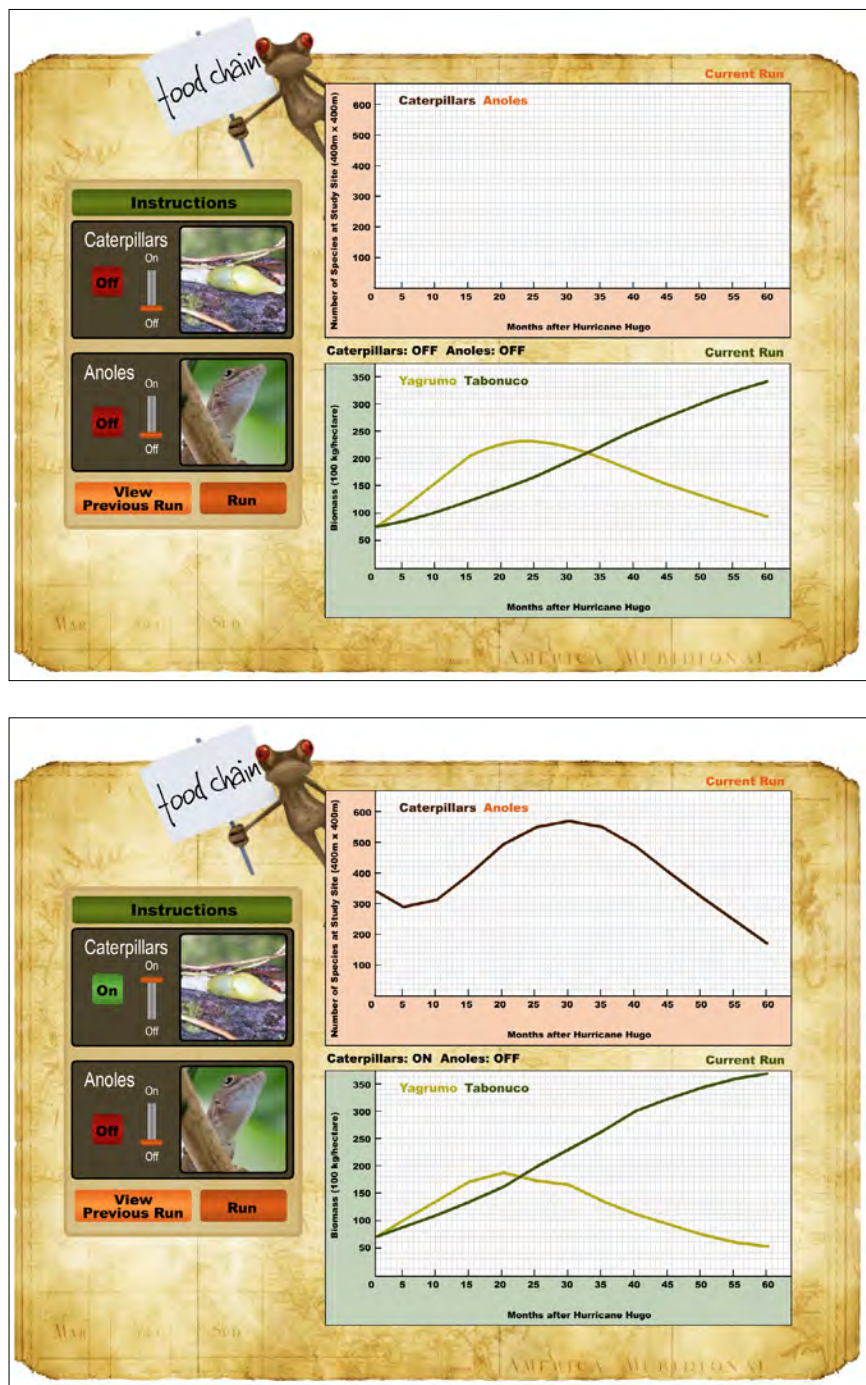 food chain
Current Run
Caterpillars Anoles
Number of Species at Study Site (400m x 400m)
600
500
400
300
200
100
0 5 10 15 20 25 30 35 40 45 50 55 60
Months after Hurricane Hugo
Instructions
Caterpillars
On
Off
Off
Anoles
On
Off
Off
View
Previous Run
Run
Caterpillars: OFF Anoles: OFF
Current Run
Yagrumo Tabonuco
Biomass (100 kg/hectare)
350
300
250
200
150
100
50
0 5 10 15 20 25 30 35 40 45 50 55 60
Months after Hurricane Hugo
MAR
SUD
AMERICA MERIDIONAL
food chain
Current Run
Caterpillars Anoles
Number of Species at Study Site (400m x 400m)
600
500
400
300
200
100
0 5 10 15 20 25 30 35 40 45 50 55 60
Months after Hurricane Hugo
Instructions
Caterpillars
On
On
Off
Anoles
On
Off
Off
View
Previous Run
Run
Caterpillars: ON Anoles: OFF
Current Run
Yagrumo Tabonuco
Biomass (100 kg/hectare)
350
300
250
200
150
100
50
0 5 10 15 20 25 30 35 40 45 50 55 60
Months after Hurricane Hugo
MAR
SUD
AMERICA MERIDIONAL